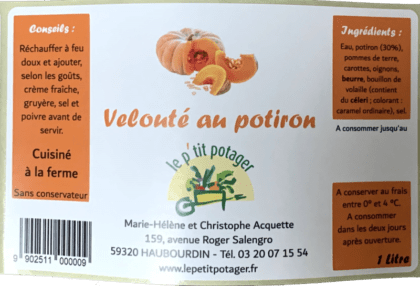 Conseils :
Réchauffer à feu
doux et ajouter,
selon les goûts,
crème fraîche,
gruyère, sel et
poivre avant de
servir.
Cuisiné
à la ferme
Sans conservateur
9 902511 000009
Velouté au potiron
le p'tit potager
Marie-Hélène et Christophe Acquette
159, avenue Roger Salengro
59320 HAUBOURDIN - Tél. 03 20 07 15 54
www.lepetitpotager.fr
Ingrédients :
Eau, potiron (30%),
pommes de terre,
carottes, oignons,
beurre, bouillon de
volaille (contient
du céleri ; colorant :
caramel ordinaire), sel.
A consommer jusqu'au
A conserver au frais
entre 0° et 4 °C.
A consommer
dans les deux jours
après ouverture.
1 Litre